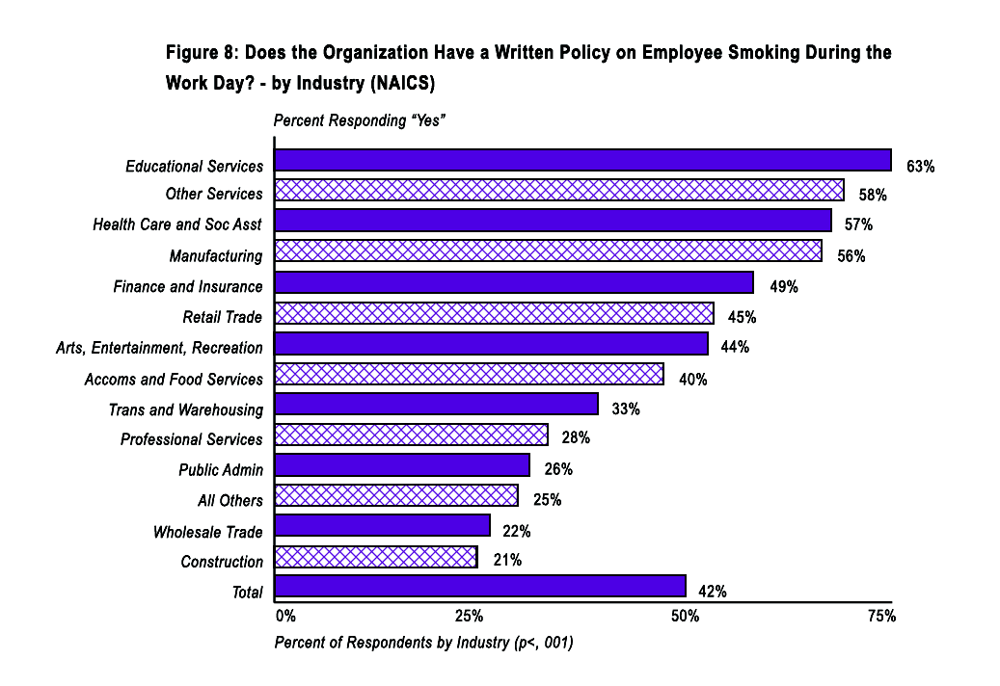 Figure 8: Does the Organization Have a Written Policy on Employee Smoking During the
Work Day? - by Industry (NAICS)
Percent Responding “Yes”
Educational Services 63%
Other Services 58%
Health Care and Soc Asst 57%
Manufacturing 56%
Finance and Insurance 49%
Retail Trade 45%
Arts, Entertainment, Recreation 44%
Accoms and Food Services 40%
Trans and Warehousing 33%
Professional Services 28%
Public Admin 26%
All Others 25%
Wholesale Trade 22%
Construction 21%
Total 42%
0% 25% 50% 75%
Percent of Respondents by Industry (p<, 001)